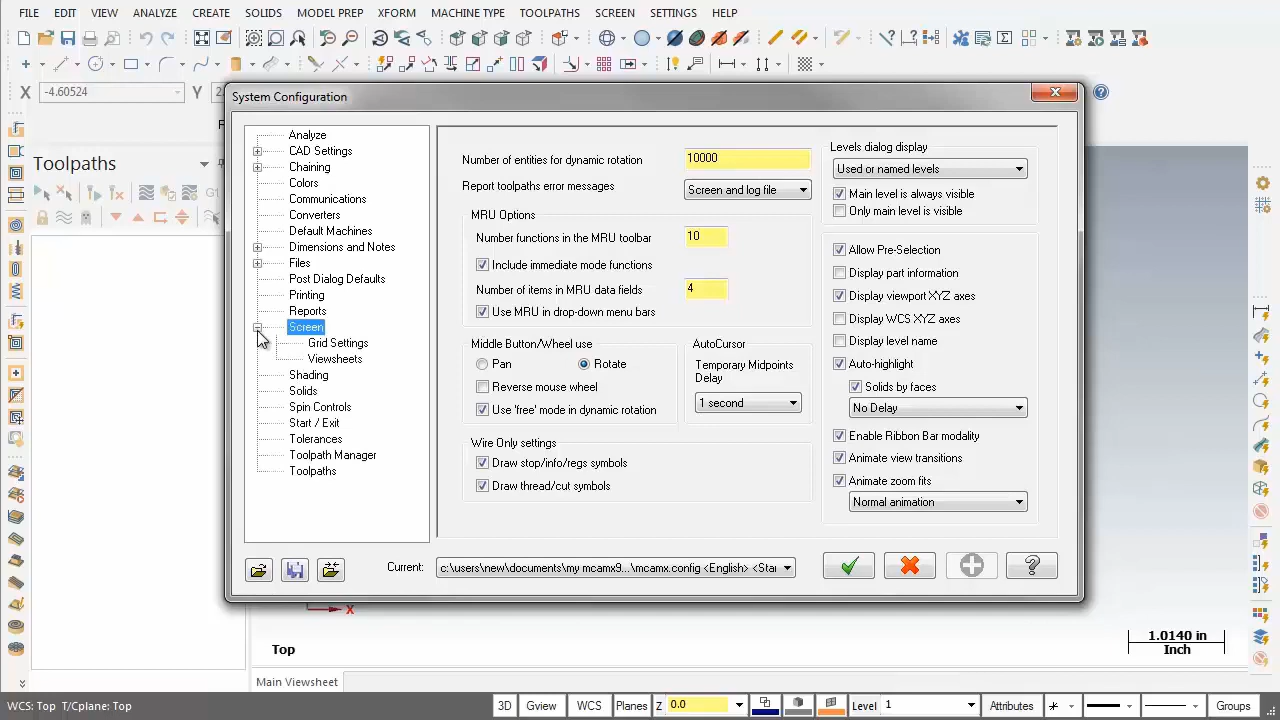 FILE EDIT VIEW ANALYZE CREATE SOLIDS MODEL PREP XFORM MACHINE TYPE TOOLPATHS SCREEN SETTINGS HELP
X -4.60524 Y
System Configuration
Toolpaths
G1
Analyze
CAD Settings
Chaining
Colors
Communications
Converters
Default Machines
Dimensions and Notes
Files
Post Dialog Defaults
Printing
Reports
Screen
Grid Settings
Viewsheets
Shading
Solids
Spin Controls
Start / Exit
Tolerances
Toolpath Manager
Toolpaths
Number of entities for dynamic rotation 10000
Report toolpaths error messages Screen and log file
MRU Options
Number functions in the MRU toolbar 10
Include immediate mode functions
Number of items in MRU data fields 4
Use MRU in drop-down menu bars
Middle Button/Wheel use
Pan Rotate
Reverse mouse wheel
Use 'free' mode in dynamic rotation
AutoCursor
Temporary Midpoints
Delay
1 second
Wire Only settings
Draw stop/info/regs symbols
Draw thread/cut symbols
Levels dialog display
Used or named levels
Main level is always visible
Only main level is visible
Allow Pre-Selection
Display part information
Display viewport XYZ axes
Display WCS XYZ axes
Display level name
Auto-highlight
Solids by faces
No Delay
Enable Ribbon Bar modality
Animate view transitions
Animate zoom fits
Normal animation
Current: c:\users\new\documents\my mcamx9...\mcamx.config <English> <Star
X
Top
1.0140 in
Inch
Main Viewsheet
WCS: Top T/Cplane: Top
3D Gview WCS Planes Z 0.0 Level 1 Attributes Groups